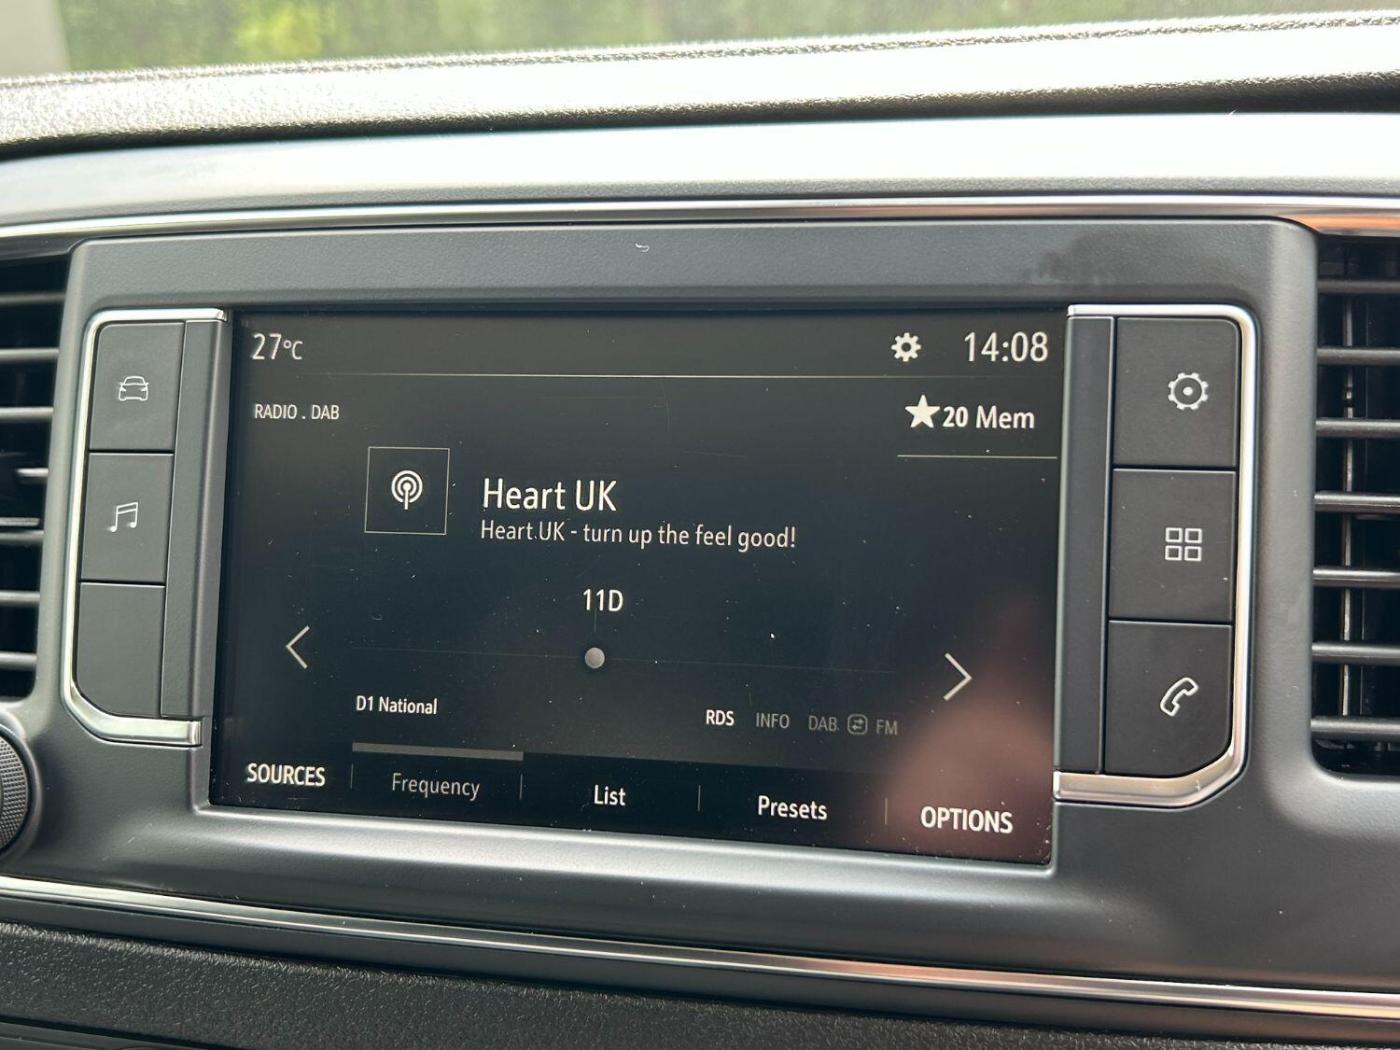 27°C 14:08
RADIO . DAB
20 Mem
Heart UK
Heart UK - turn up the feel good!
11D
D1 National
RDS INFO DAB FM
SOURCES Frequency List Presets OPTIONS